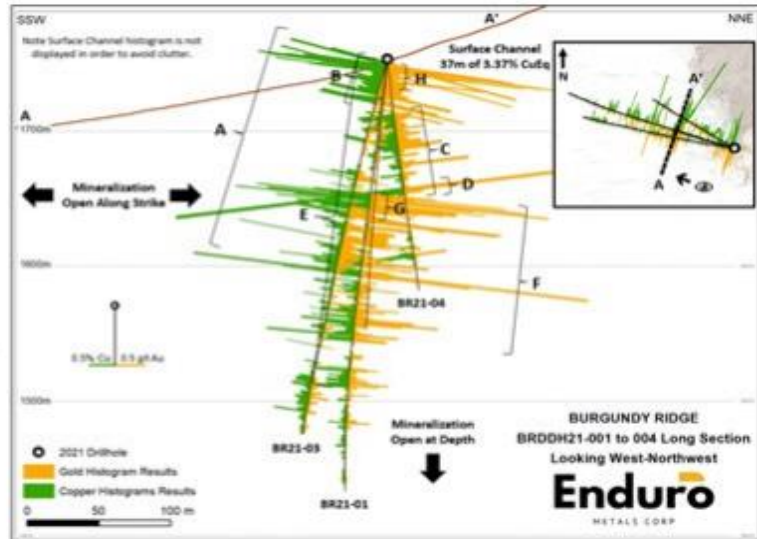 SSW
A'
NNE
Note Surface Channel histogram is not
displayed in order to avoid clutter.
Surface Channel
37m of 3.37% CuEq
A'
N
A
B
H
A
1700m
A
C
D
Mineralization
Open Along Strike
E
G
F
1600m
BR21-04
0.5% Cu 0.5 g/t Au
1500m
BR21-03
Mineralization
Open at Depth
BURGUNDY RIDGE
BRDDH21-001 to 004 Long Section
Looking West-Northwest
2021 Drillhole
Gold Histogram Results
Copper Histograms Results
BR21-01
0 50 100 m
Enduro
METALS CORP